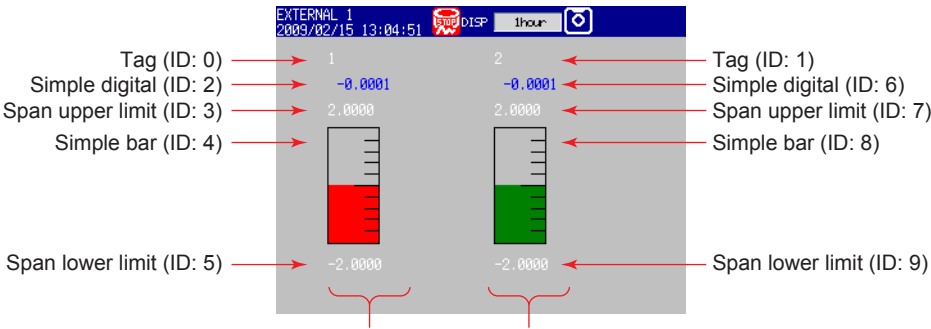 EXTERNAL 1
2009/02/15 13:04:51 STOP DISP 1hour
Tag (ID: 0) 1 2 Tag (ID: 1)
Simple digital (ID: 2) -0.0001 -0.0001 Simple digital (ID: 6)
Span upper limit (ID: 3) 2.0000 2.0000 Span upper limit (ID: 7)
Simple bar (ID: 4) Simple bar (ID: 8)
Span lower limit (ID: 5) -2.0000 -2.0000 Span lower limit (ID: 9)